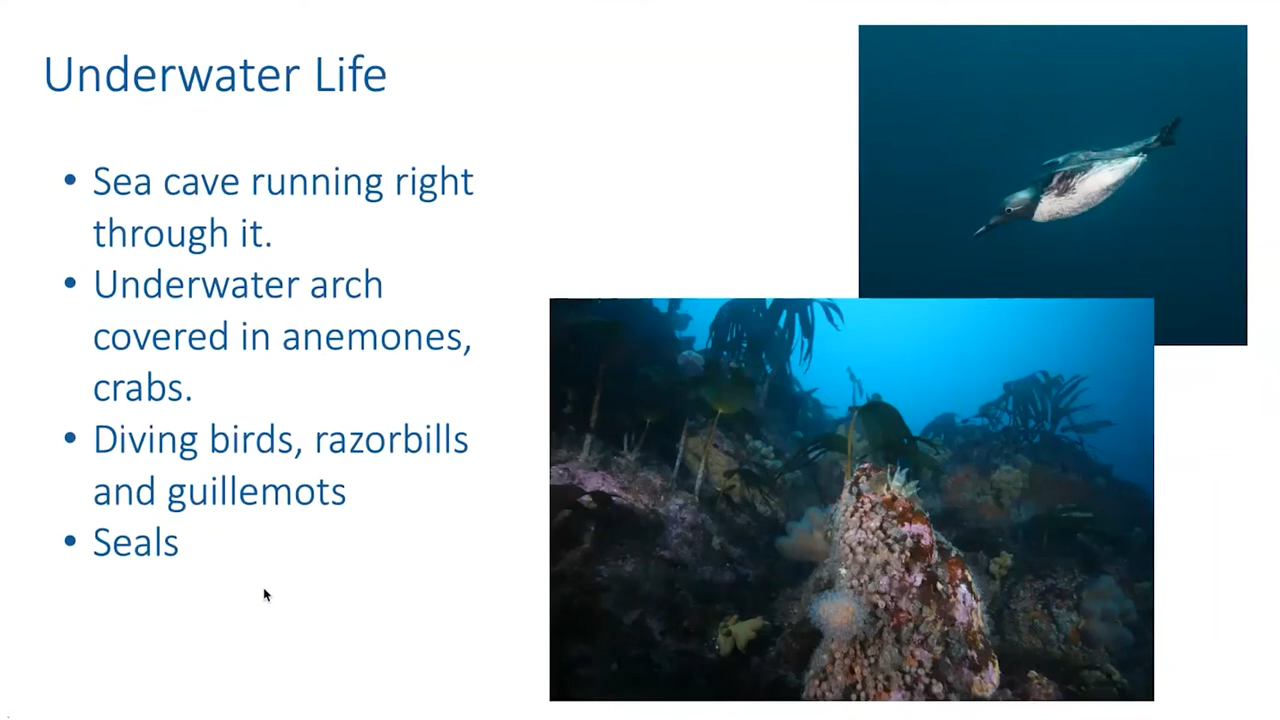 Underwater Life
• Sea cave running right
through it.
• Underwater arch
covered in anemones,
crabs.
• Diving birds, razorbills
and guillemots
• Seals